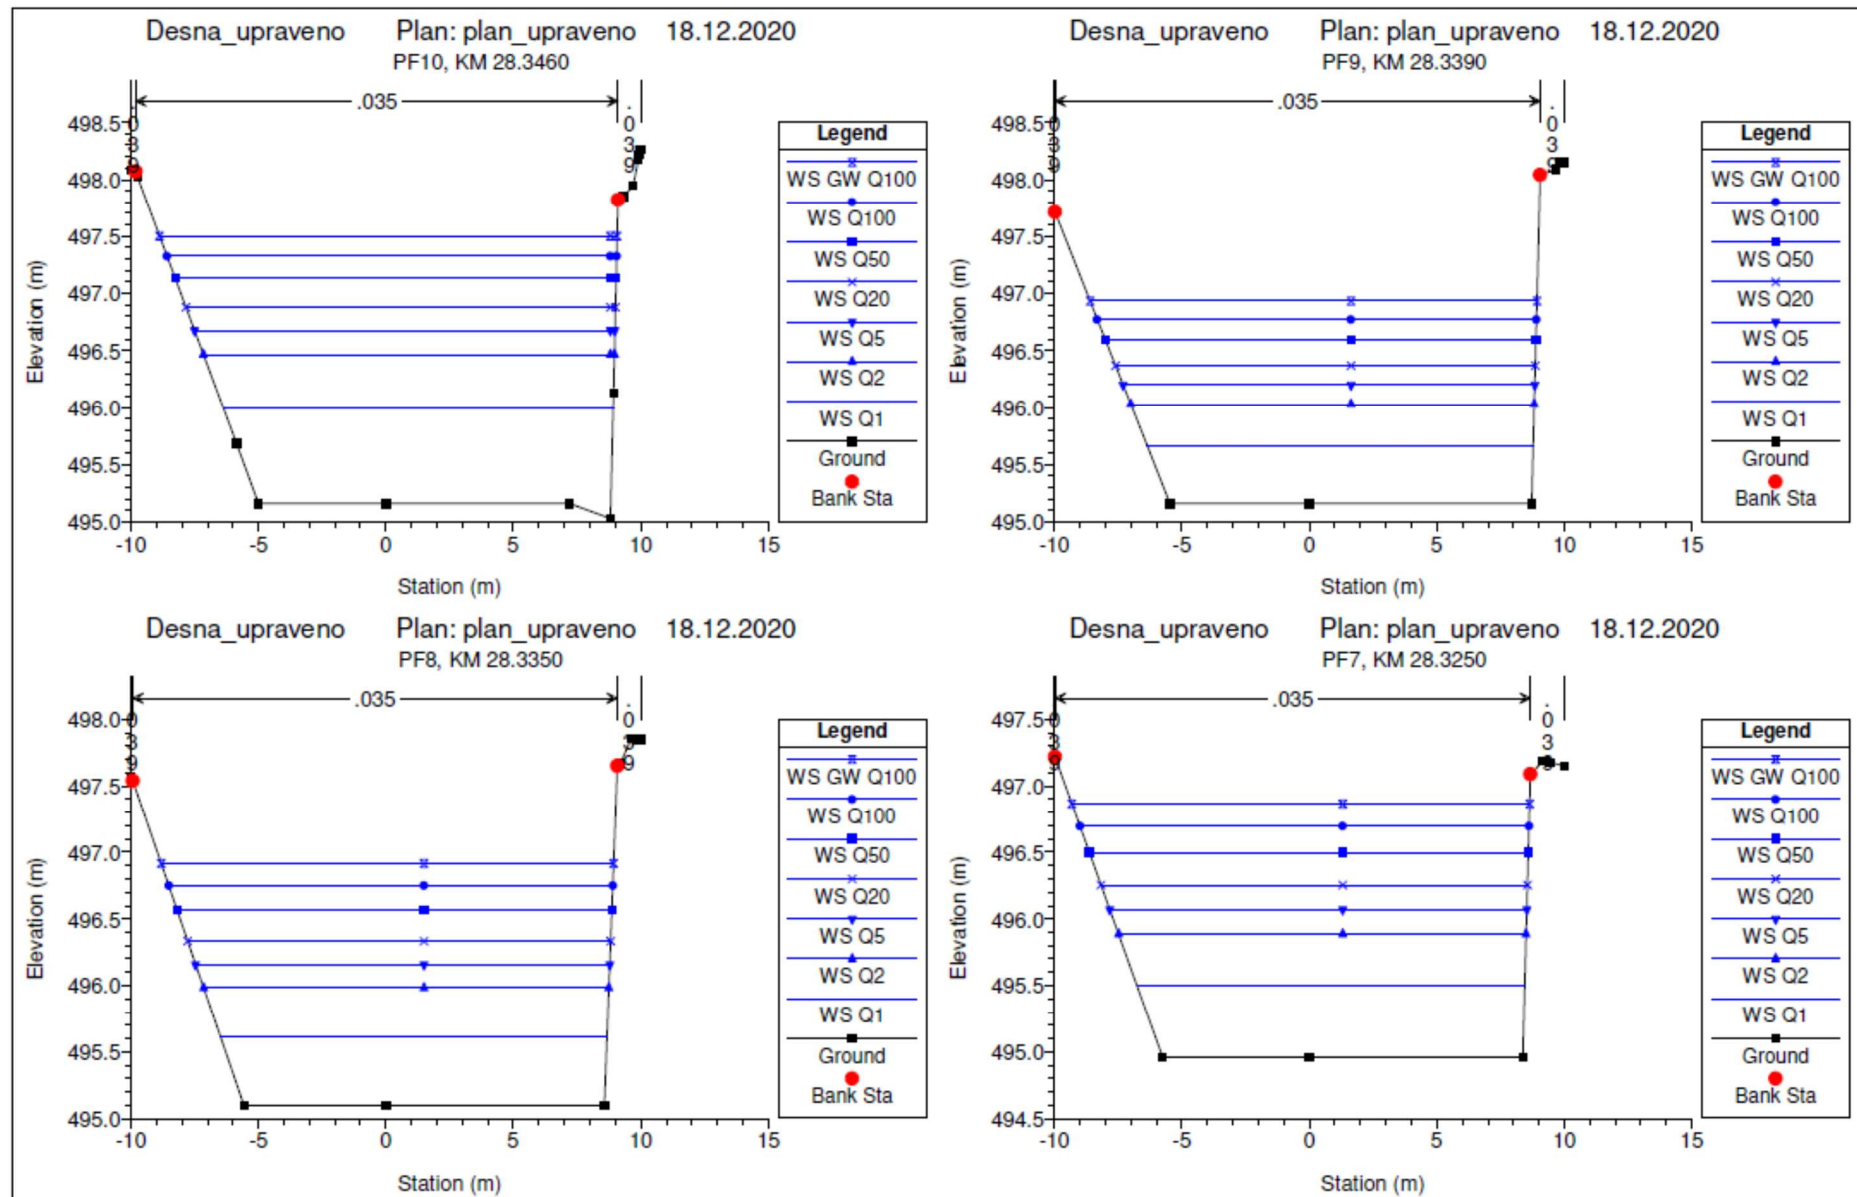 Desna_upraveno Plan: plan_upraveno 18.12.2020
PF10, KM 28.3460
.035
.039
.039
498.5
498.0
497.5
497.0
496.5
496.0
495.5
495.0
Elevation (m)
-10 -5 0 5 10 15
Station (m)
Legend
WS GW Q100
WS Q100
WS Q50
WS Q20
WS Q5
WS Q2
WS Q1
Ground
Bank Sta
Desna_upraveno Plan: plan_upraveno 18.12.2020
PF9, KM 28.3390
.035
.039
.039
498.5
498.0
497.5
497.0
496.5
496.0
495.5
495.0
Elevation (m)
-10 -5 0 5 10 15
Station (m)
Legend
WS GW Q100
WS Q100
WS Q50
WS Q20
WS Q5
WS Q2
WS Q1
Ground
Bank Sta
Desna_upraveno Plan: plan_upraveno 18.12.2020
PF8, KM 28.3350
.035
.039
.039
498.0
497.5
497.0
496.5
496.0
495.5
495.0
Elevation (m)
-10 -5 0 5 10 15
Station (m)
Legend
WS GW Q100
WS Q100
WS Q50
WS Q20
WS Q5
WS Q2
WS Q1
Ground
Bank Sta
Desna_upraveno Plan: plan_upraveno 18.12.2020
PF7, KM 28.3250
.035
.039
.039
497.5
497.0
496.5
496.0
495.5
495.0
494.5
Elevation (m)
-10 -5 0 5 10 15
Station (m)
Legend
WS GW Q100
WS Q100
WS Q50
WS Q20
WS Q5
WS Q2
WS Q1
Ground
Bank Sta